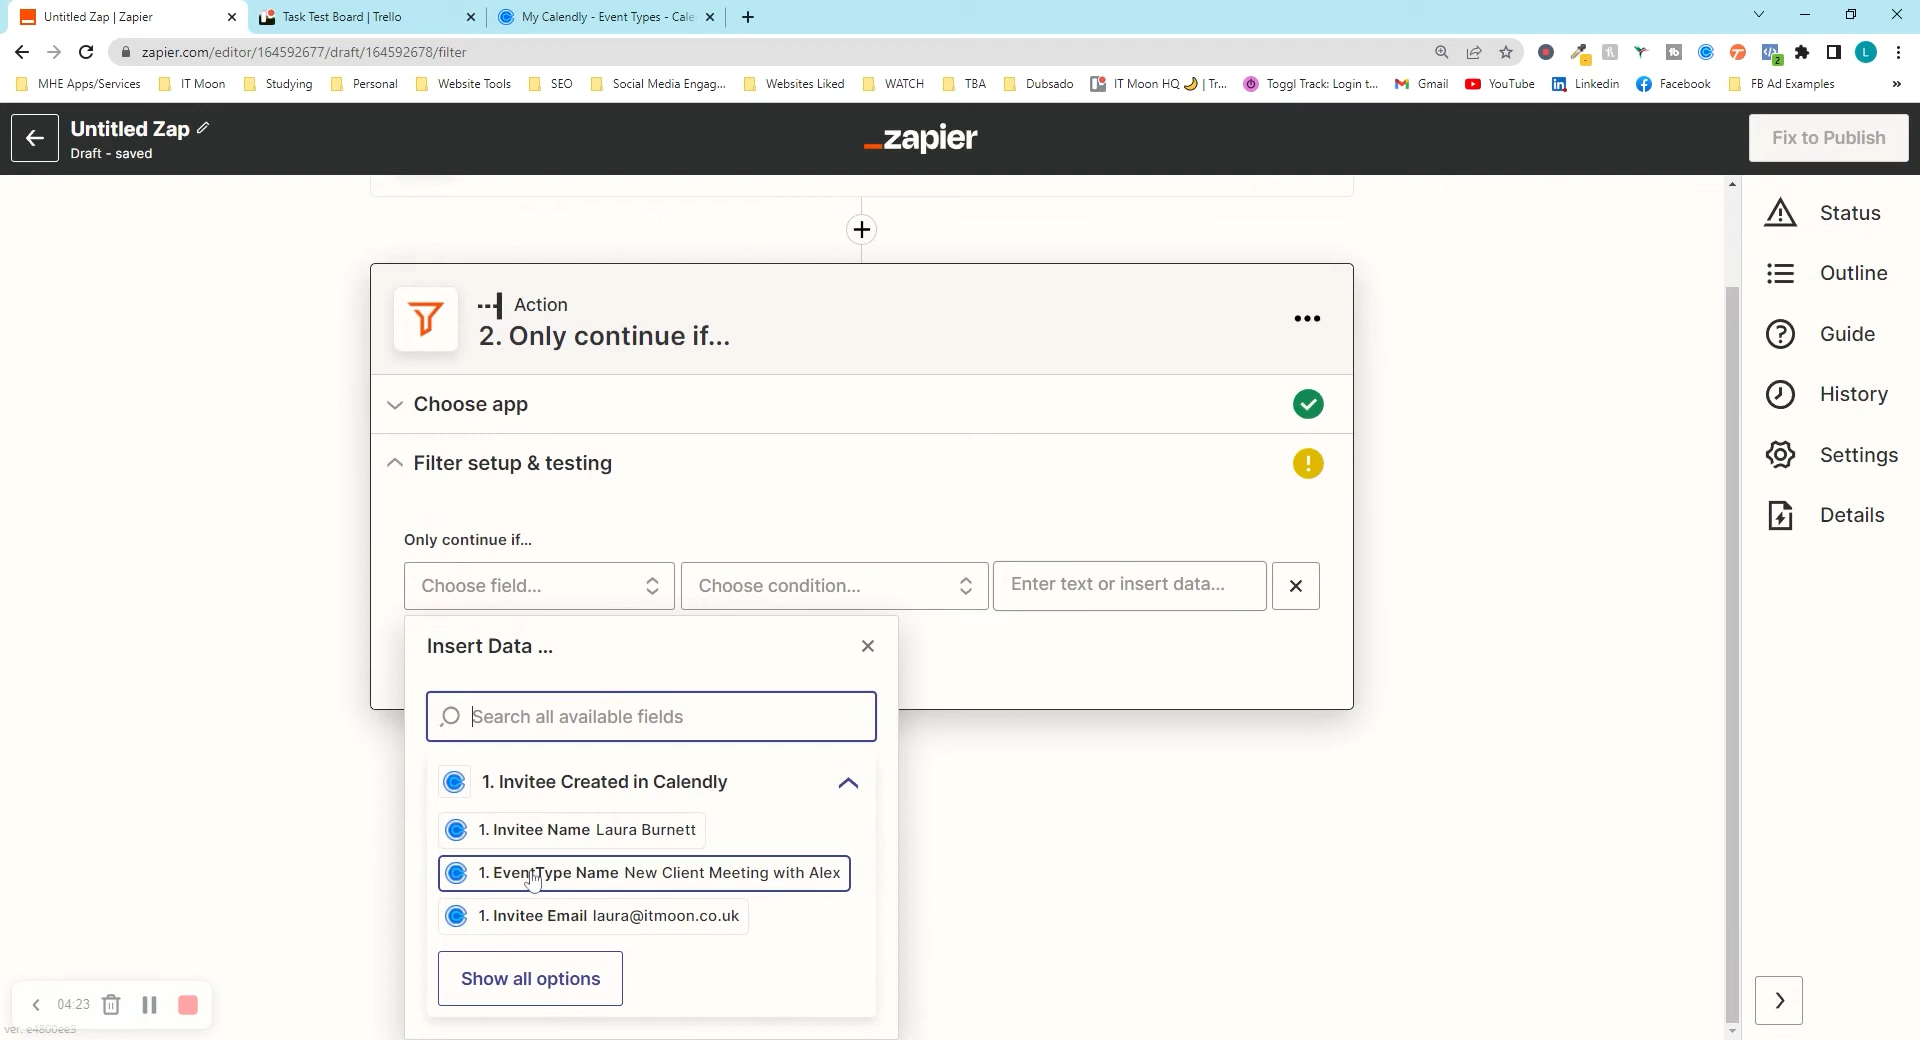 Untitled Zap | Zapier
Task Test Board | Trello
My Calendly - Event Types - Cale
zapier.com/editor/164592677/draft/164592678/filter
MHE Apps/Services
IT Moon
Studying
Personal
Website Tools
SEO
Social Media Engag...
Websites Liked
WATCH
TBA
Dubsado
IT Moon HQ 🌙 | Tr...
Toggl Track: Login t...
Gmail
YouTube
Linkedin
Facebook
FB Ad Examples
»
Untitled Zap
Draft - saved
_zapier
Fix to Publish
Action
2. Only continue if...
Choose app
Filter setup & testing
Only continue if...
Choose field...
Choose condition...
Enter text or insert data...
Insert Data ...
Search all available fields
1. Invitee Created in Calendly
1. Invitee Name Laura Burnett
1. EventType Name New Client Meeting with Alex
1. Invitee Email laura@itmoon.co.uk
Show all options
Status
Outline
Guide
History
Settings
Details
04:23
ver. e4800ee3